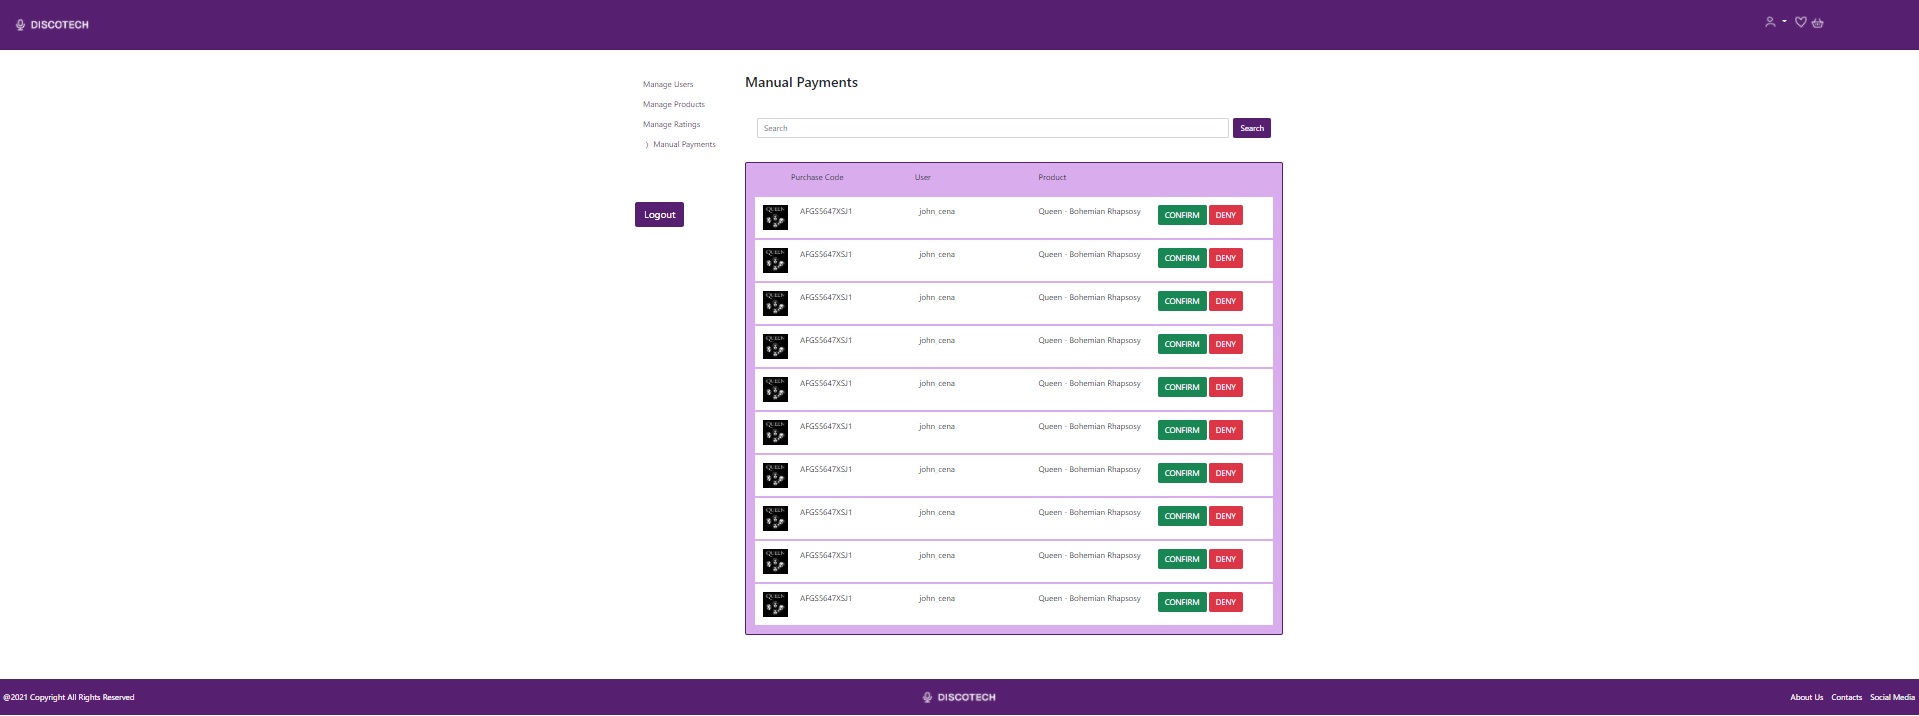 DISCOTECH
Manage Users
Manage Products
Manage Ratings
Manual Payments
Logout
Manual Payments
Search Search
Purchase Code User Product
QUEEN AFGS5647XSJ1 john_cena Queen - Bohemian Rhapsosy CONFIRM DENY
QUEEN AFGS5647XSJ1 john_cena Queen - Bohemian Rhapsosy CONFIRM DENY
QUEEN AFGS5647XSJ1 john_cena Queen - Bohemian Rhapsosy CONFIRM DENY
QUEEN AFGS5647XSJ1 john_cena Queen - Bohemian Rhapsosy CONFIRM DENY
QUEEN AFGS5647XSJ1 john_cena Queen - Bohemian Rhapsosy CONFIRM DENY
QUEEN AFGS5647XSJ1 john_cena Queen - Bohemian Rhapsosy CONFIRM DENY
QUEEN AFGS5647XSJ1 john_cena Queen - Bohemian Rhapsosy CONFIRM DENY
QUEEN AFGS5647XSJ1 john_cena Queen - Bohemian Rhapsosy CONFIRM DENY
QUEEN AFGS5647XSJ1 john_cena Queen - Bohemian Rhapsosy CONFIRM DENY
QUEEN AFGS5647XSJ1 john_cena Queen - Bohemian Rhapsosy CONFIRM DENY
@2021 Copyright All Rights Reserved DISCOTECH About Us Contacts Social Media